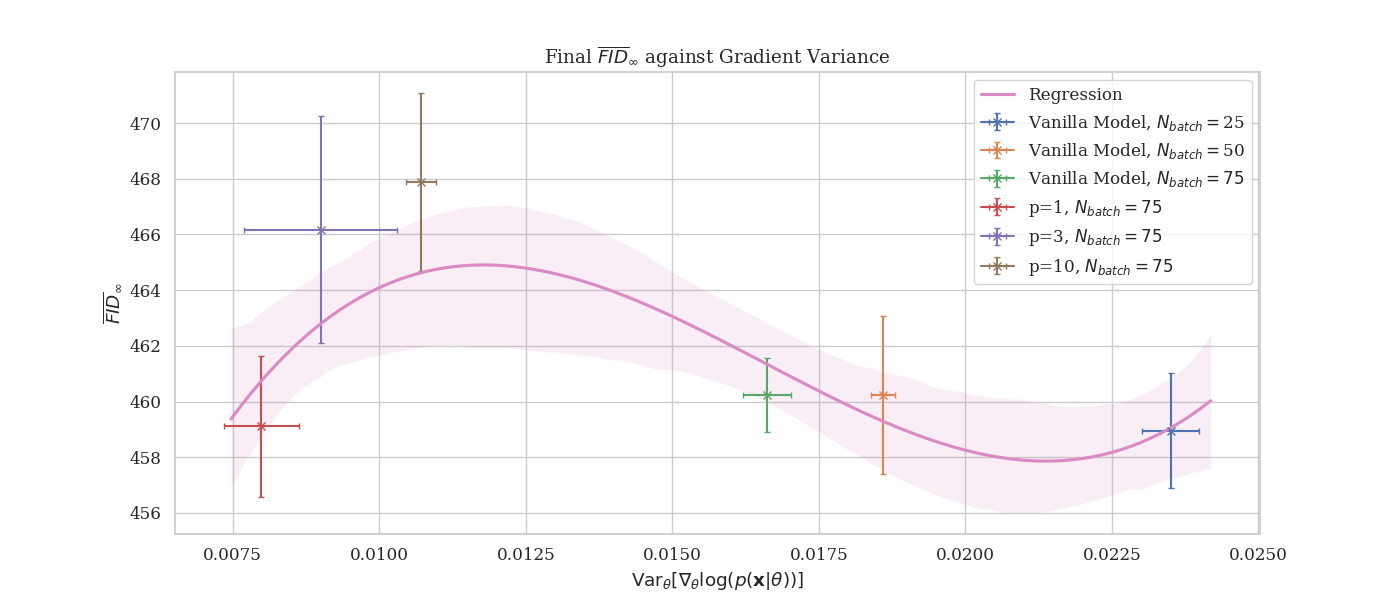 Final $\overline{FID}_\infty$ against Gradient Variance
$\overline{FID}_\infty$
470
468
466
464
462
460
458
456
Regression
Vanilla Model, $N_{batch} = 25$
Vanilla Model, $N_{batch} = 50$
Vanilla Model, $N_{batch} = 75$
p=1, $N_{batch} = 75$
p=3, $N_{batch} = 75$
p=10, $N_{batch} = 75$
0.0075 0.0100 0.0125 0.0150 0.0175 0.0200 0.0225 0.0250
$\mathrm{Var}_\theta[\nabla_\theta \log(p(\mathbf{x}|\theta))]$